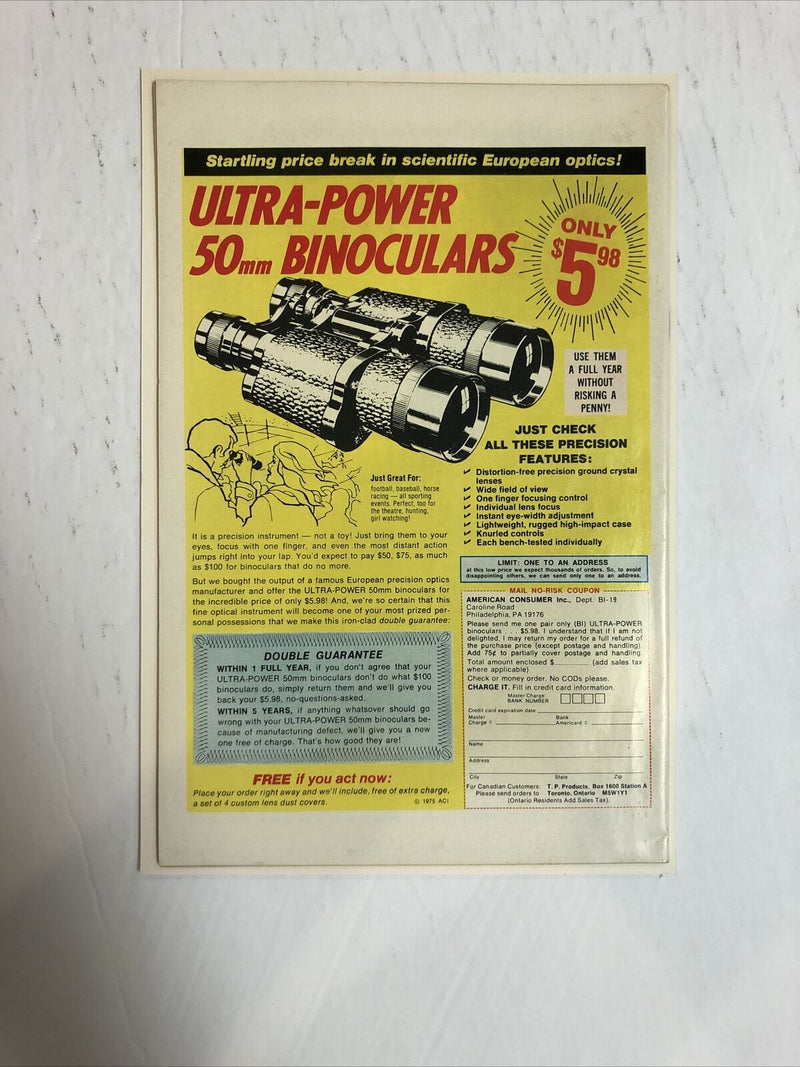 Startling price break in scientific European optics!
ULTRA-POWER
50mm BINOCULARS
ONLY
$5.98
USE THEM
A FULL YEAR
WITHOUT
RISKING A
PENNY!
JUST CHECK
ALL THESE PRECISION
FEATURES:
✔ Distortion-free precision ground crystal
lenses
✔ Wide field of view
✔ One finger focusing control
✔ Individual lens focus
✔ Instant eye-width adjustment
✔ Lightweight, rugged high-impact case
✔ Knurled controls
✔ Each bench-tested individually
Just Great For:
football, baseball, horse
racing — all sporting
events. Perfect, too for
the theatre, hunting,
girl watching!
It is a precision instrument — not a toy! Just bring them to your
eyes, focus with one finger, and even the most distant action
jumps right into your lap. You'd expect to pay $50, $75, as much
as $100 for binoculars that do no more.
But we bought the output of a famous European precision optics
manufacturer and offer the ULTRA-POWER 50mm binoculars for
the incredible price of only $5.98! And, we're so certain that this
fine optical instrument will become one of your most prized per-
sonal possessions that we make this iron-clad double guarantee:
DOUBLE GUARANTEE
WITHIN 1 FULL YEAR, if you don't agree that your
ULTRA-POWER 50mm binoculars don't do what $100
binoculars do, simply return them and we'll give you
back your $5.98, no-questions-asked.
WITHIN 5 YEARS, if anything whatsover should go
wrong with your ULTRA-POWER 50mm binoculars be-
cause of manufacturing defect, we'll give you a new
one free of charge. That's how good they are!
FREE if you act now:
Place your order right away and we'll include, free of extra charge,
a set of 4 custom lens dust covers.
© 1975 ACI
LIMIT: ONE TO AN ADDRESS
at this low price we expect thousands of orders. So, to avoid
disappointing others, we can send only one to an address.
MAIL NO-RISK COUPON
AMERICAN CONSUMER Inc., Dept. BI-19
Caroline Road
Philadelphia, PA 19176
Please send me one pair only (BI) ULTRA-POWER
binoculars . . . $5.98. I understand that if I am not
delighted, I may return my order for a full refund of
the purchase price (except postage and handling).
Add 75¢ to partially cover postage and handling.
Total amount enclosed $________ (add sales tax
where applicable)
Check or money order. No CODs please.
CHARGE IT. Fill in credit card information.
Master Charge
BANK NUMBER
Credit card expiration date
Master Bank
Charge # Americard #
Name
Address
City State Zip
For Canadian Customers: T. P. Products, Box 1600 Station A
Please send orders to Toronto, Ontario M5W1Y1
(Ontario Residents Add Sales Tax).